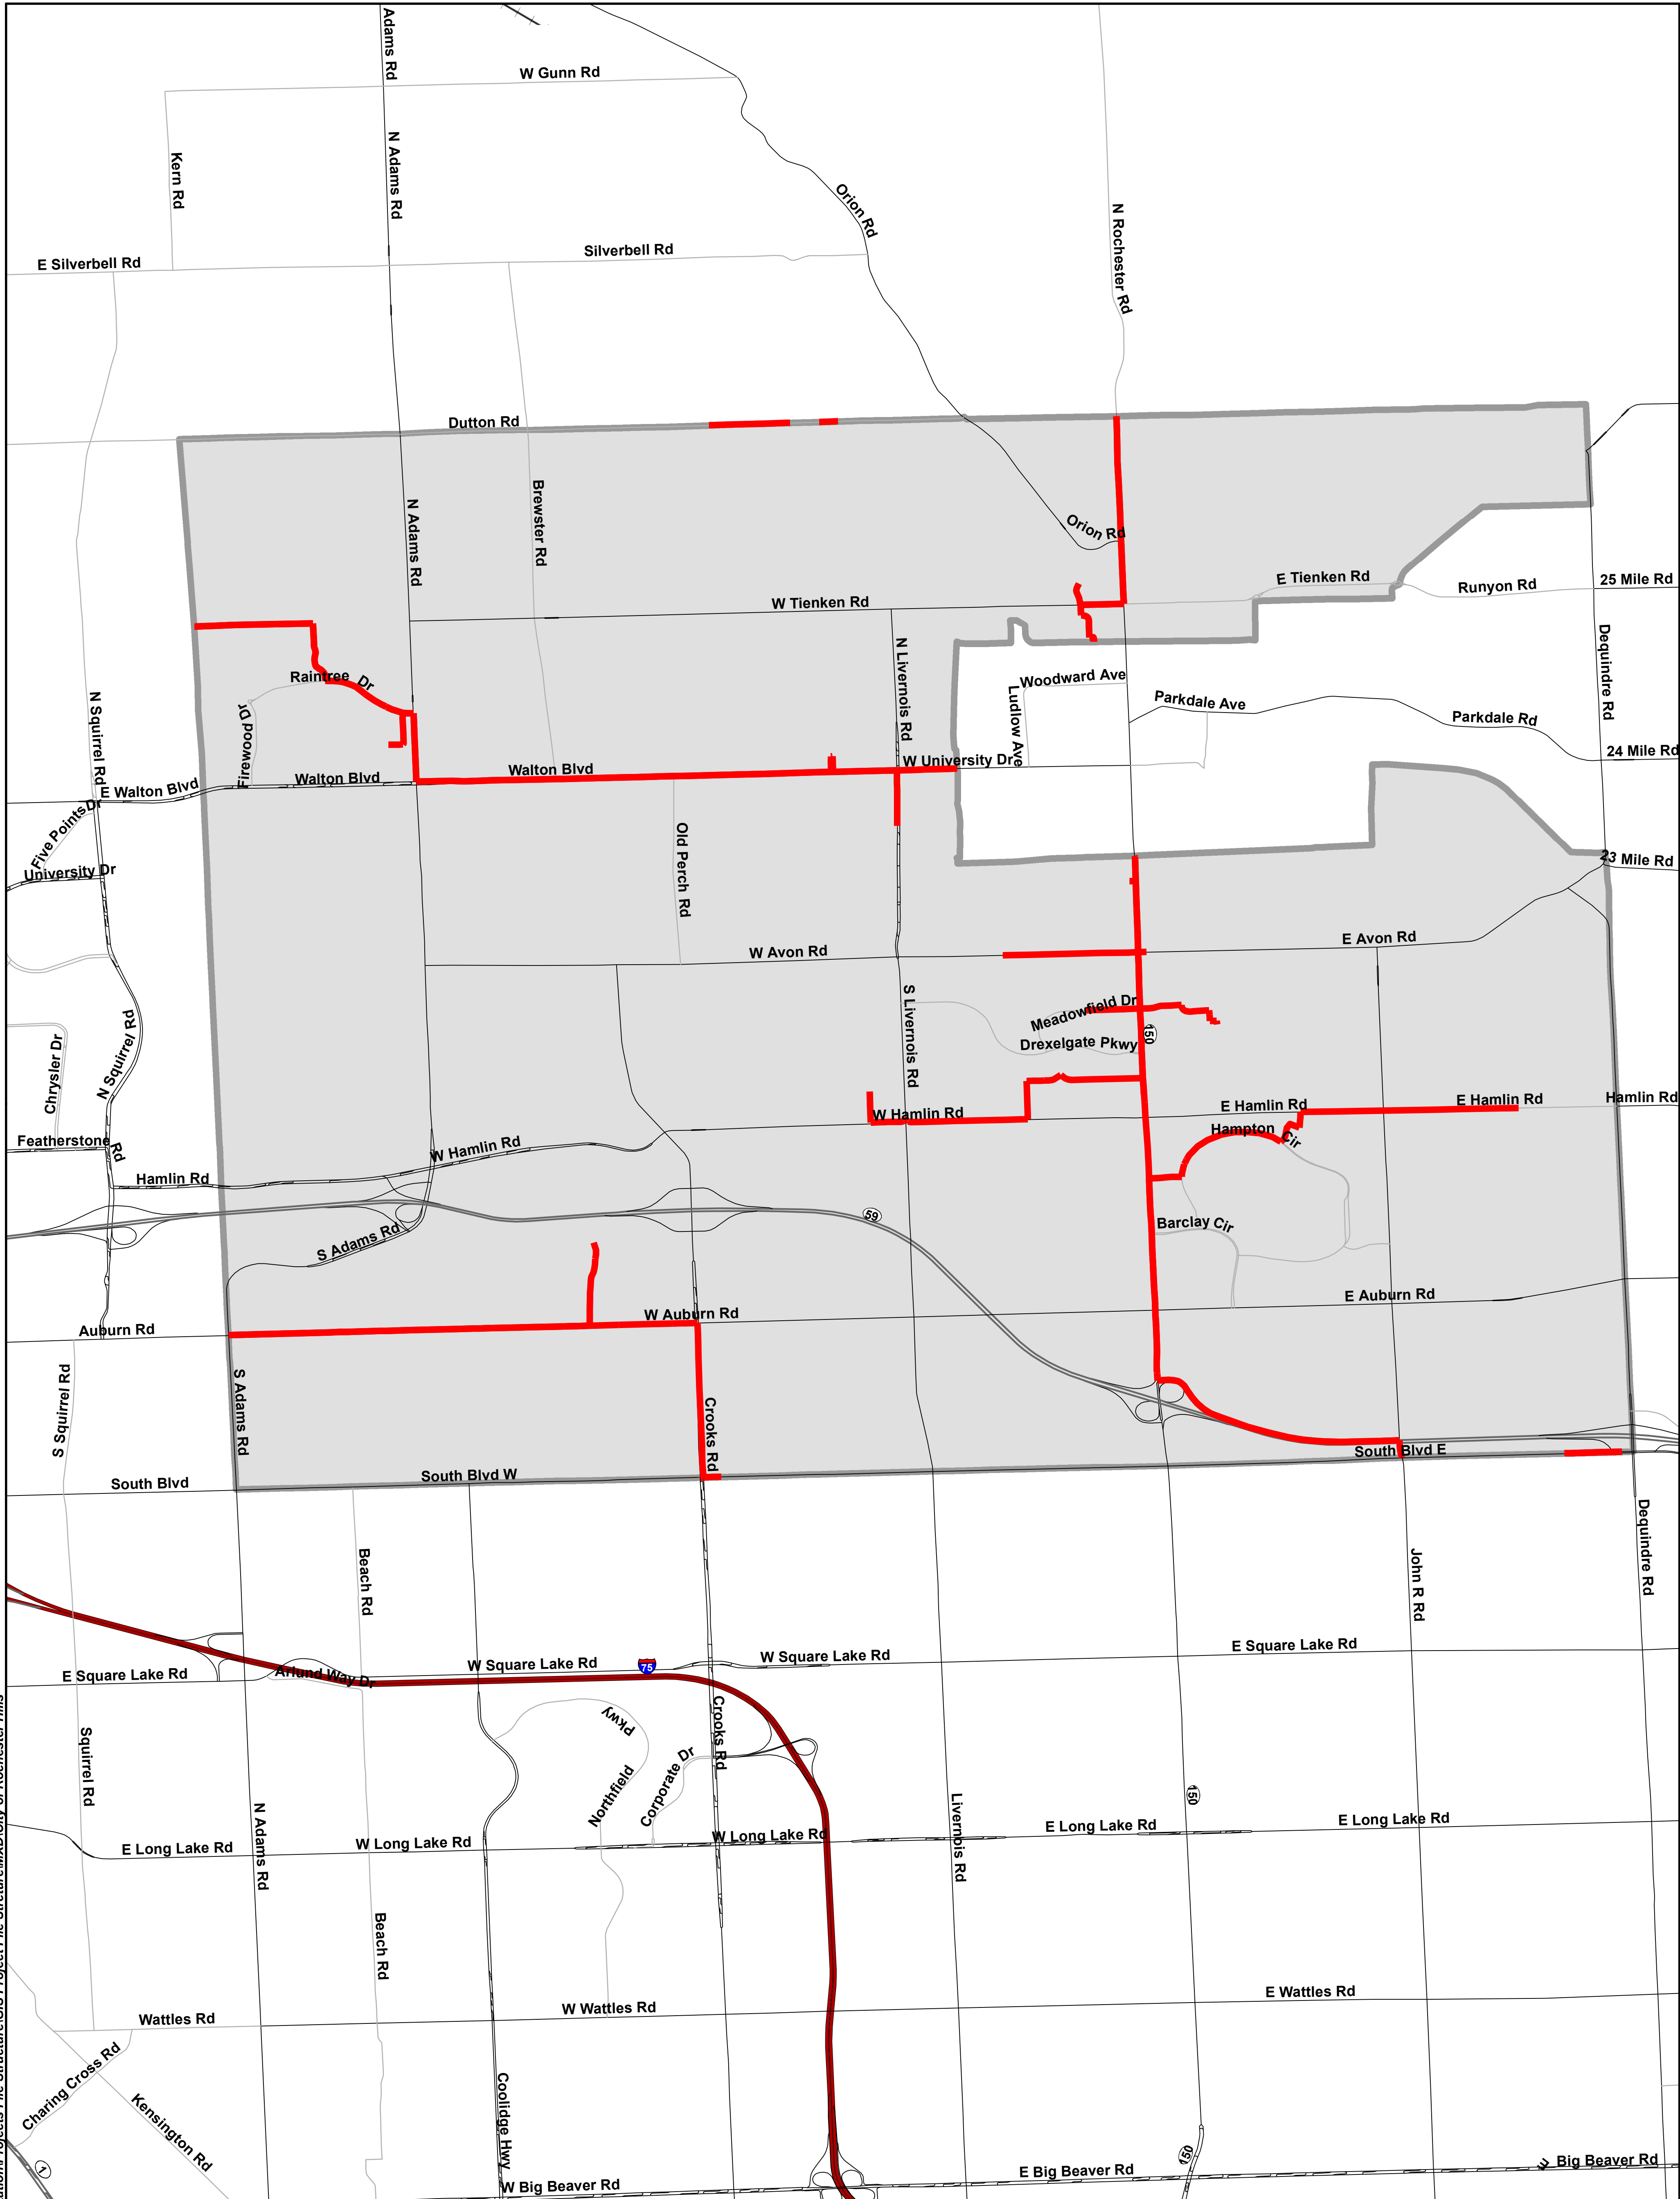 Adams Rd
W Gunn Rd
N Adams Rd
Kern Rd
Orion Rd
N Rochester Rd
E Silverbell Rd
Silverbell Rd
Dutton Rd
Brewster Rd
N Adams Rd
Orion Rd
E Tienken Rd
Runyon Rd
25 Mile Rd
W Tienken Rd
N Livernois Rd
Dequindre Rd
Raintree Dr
Woodward Ave
Ludlow Ave
Parkdale Ave
Parkdale Rd
N Squirrel Rd
Firewood Dr
24 Mile Rd
W University Dr
Walton Blvd
Walton Blvd
E Walton Blvd
Five Points Dr
University Dr
Old Perch Rd
23 Mile Rd
E Avon Rd
W Avon Rd
S Livernois Rd
Meadowfield Dr
Drexelgate Pkwy
150
N Squirrel Rd
Chrysler Dr
E Hamlin Rd
Hamlin Rd
E Hamlin Rd
W Hamlin Rd
Hampton Cir
Featherstone Rd
W Hamlin Rd
Hamlin Rd
59
Barclay Cir
S Adams Rd
E Auburn Rd
W Auburn Rd
Auburn Rd
S Squirrel Rd
S Adams Rd
Crooks Rd
South Blvd E
South Blvd W
South Blvd
Dequindre Rd
Beach Rd
John R Rd
E Square Lake Rd
W Square Lake Rd
W Square Lake Rd
75
E Square Lake Rd
Arlund Way Dr
Crooks Rd
Northfield Pkwy
Corporate Dr
Squirrel Rd
150
N Adams Rd
Livernois Rd
E Long Lake Rd
E Long Lake Rd
W Long Lake Rd
W Long Lake Rd
E Long Lake Rd
Beach Rd
E Wattles Rd
W Wattles Rd
Wattles Rd
Charing Cross Rd
Kensington Rd
Coolidge Hwy
150
1
E Big Beaver Rd
E Big Beaver Rd
W Big Beaver Rd